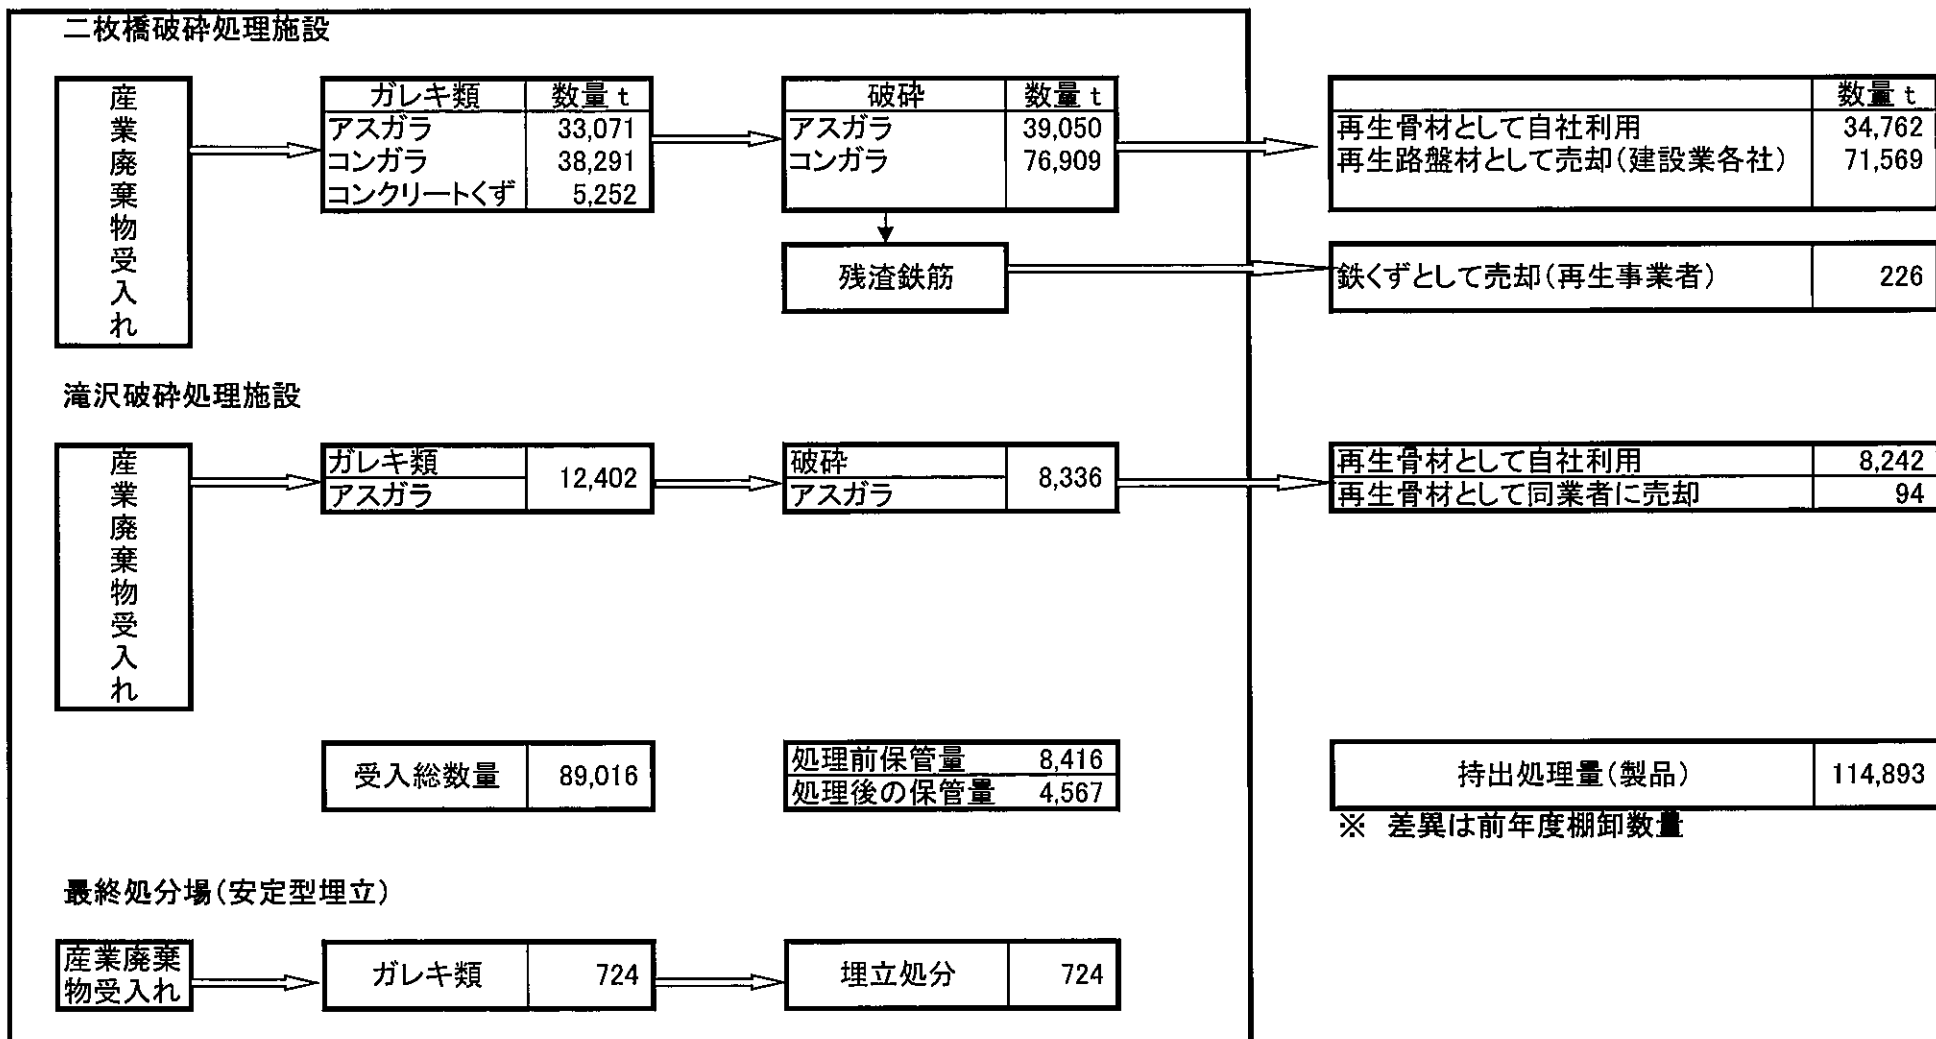 二枚橋破砕処理施設
産業廃棄物受入れ
ガレキ類 数量 t
アスガラ 33,071
コンガラ 38,291
コンクリートくず 5,252
破砕 数量 t
アスガラ 39,050
コンガラ 76,909
数量 t
再生骨材として自社利用 34,762
再生路盤材として売却(建設業各社) 71,569
残渣鉄筋
鉄くずとして売却(再生事業者) 226
滝沢破砕処理施設
産業廃棄物受入れ
ガレキ類
アスガラ
12,402
破砕
アスガラ
8,336
再生骨材として自社利用 8,242
再生骨材として同業者に売却 94
受入総数量 89,016
処理前保管量 8,416
処理後の保管量 4,567
持出処理量(製品) 114,893
※ 差異は前年度棚卸数量
最終処分場(安定型埋立)
産業廃棄
物受入れ
ガレキ類 724
埋立処分 724